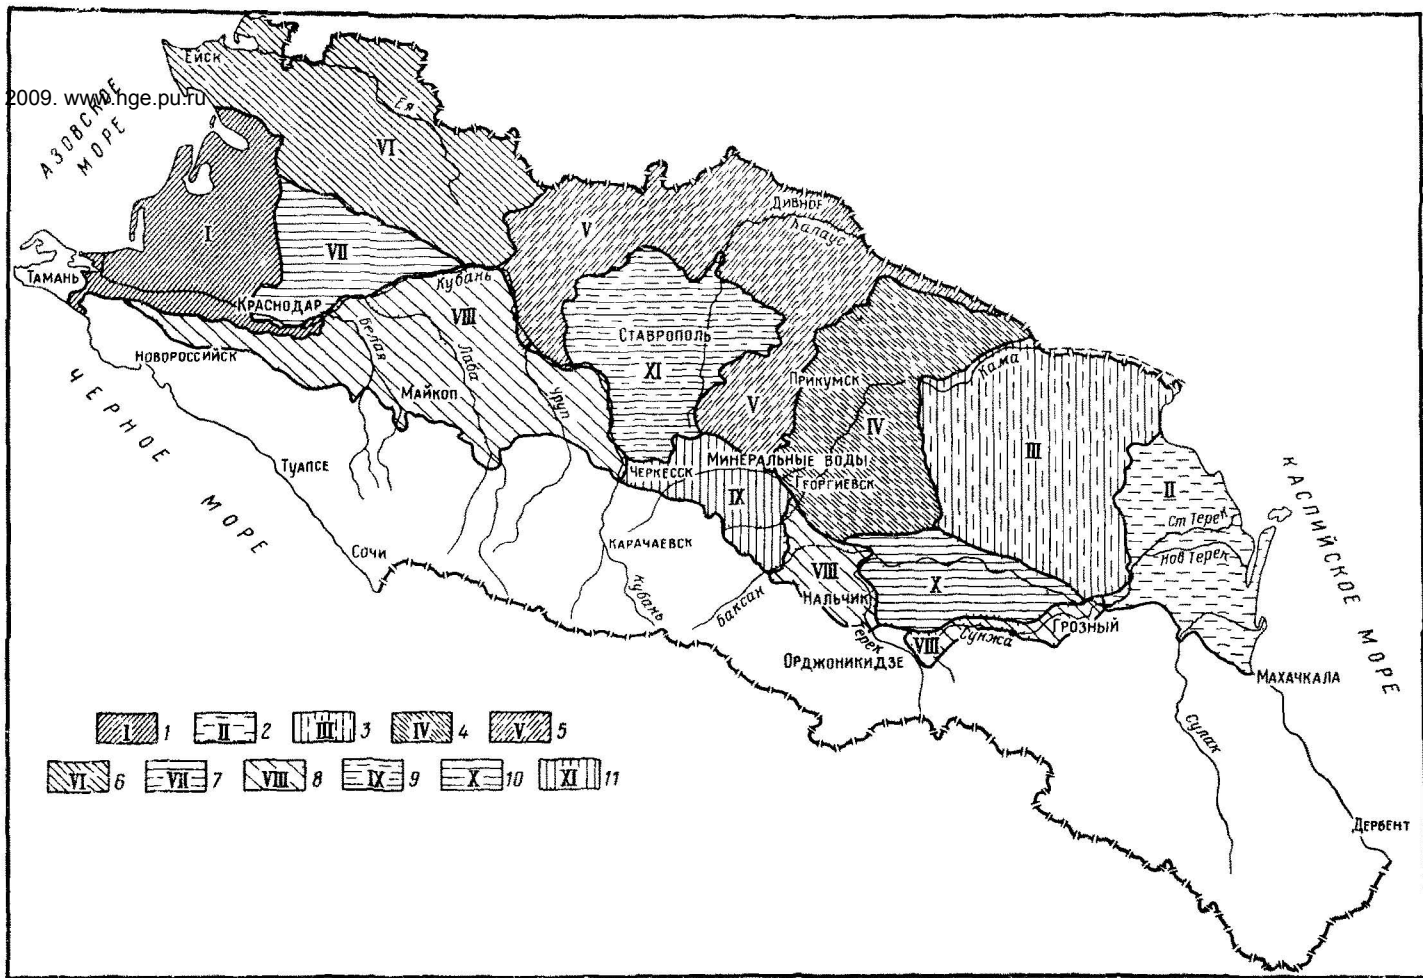 ЕЙСК
2009. www.hge.pu.ru
Ея
АЗОВСКОЕ
МОРЕ
VI
I
ДИВНОЕ
V
Калаус
VII
ТАМАНЬ
КРАСНОДАР
Кубань
VIII
Белая
Лаба
СТАВРОПОЛЬ
НОВОРОССИЙСК
Кама
МАЙКОП
Уруп
XI
ПРИКУМСК
V
IV
III
ЧЕРНОЕ МОРЕ
ТУАПСЕ
МИНЕРАЛЬНЫЕ ВОДЫ
ЧЕРКЕССК
ГЕОРГИЕВСК
IX
II
КАСПИЙСКОЕ МОРЕ
Ст Терек
СОЧИ
КАРАЧАЕВСК
Нов Терек
Кубань
Баксан
VIII
X
НАЛЬЧИК
Терек
VIII
Сунжа
ГРОЗНЫЙ
ОРДЖОНИКИДЗЕ
МАХАЧКАЛА
Сулак
ДЕРБЕНТ
I 1 II 2 III 3 IV 4 V 5
VI 6 VII 7 VIII 8 IX 9 X 10 XI 11